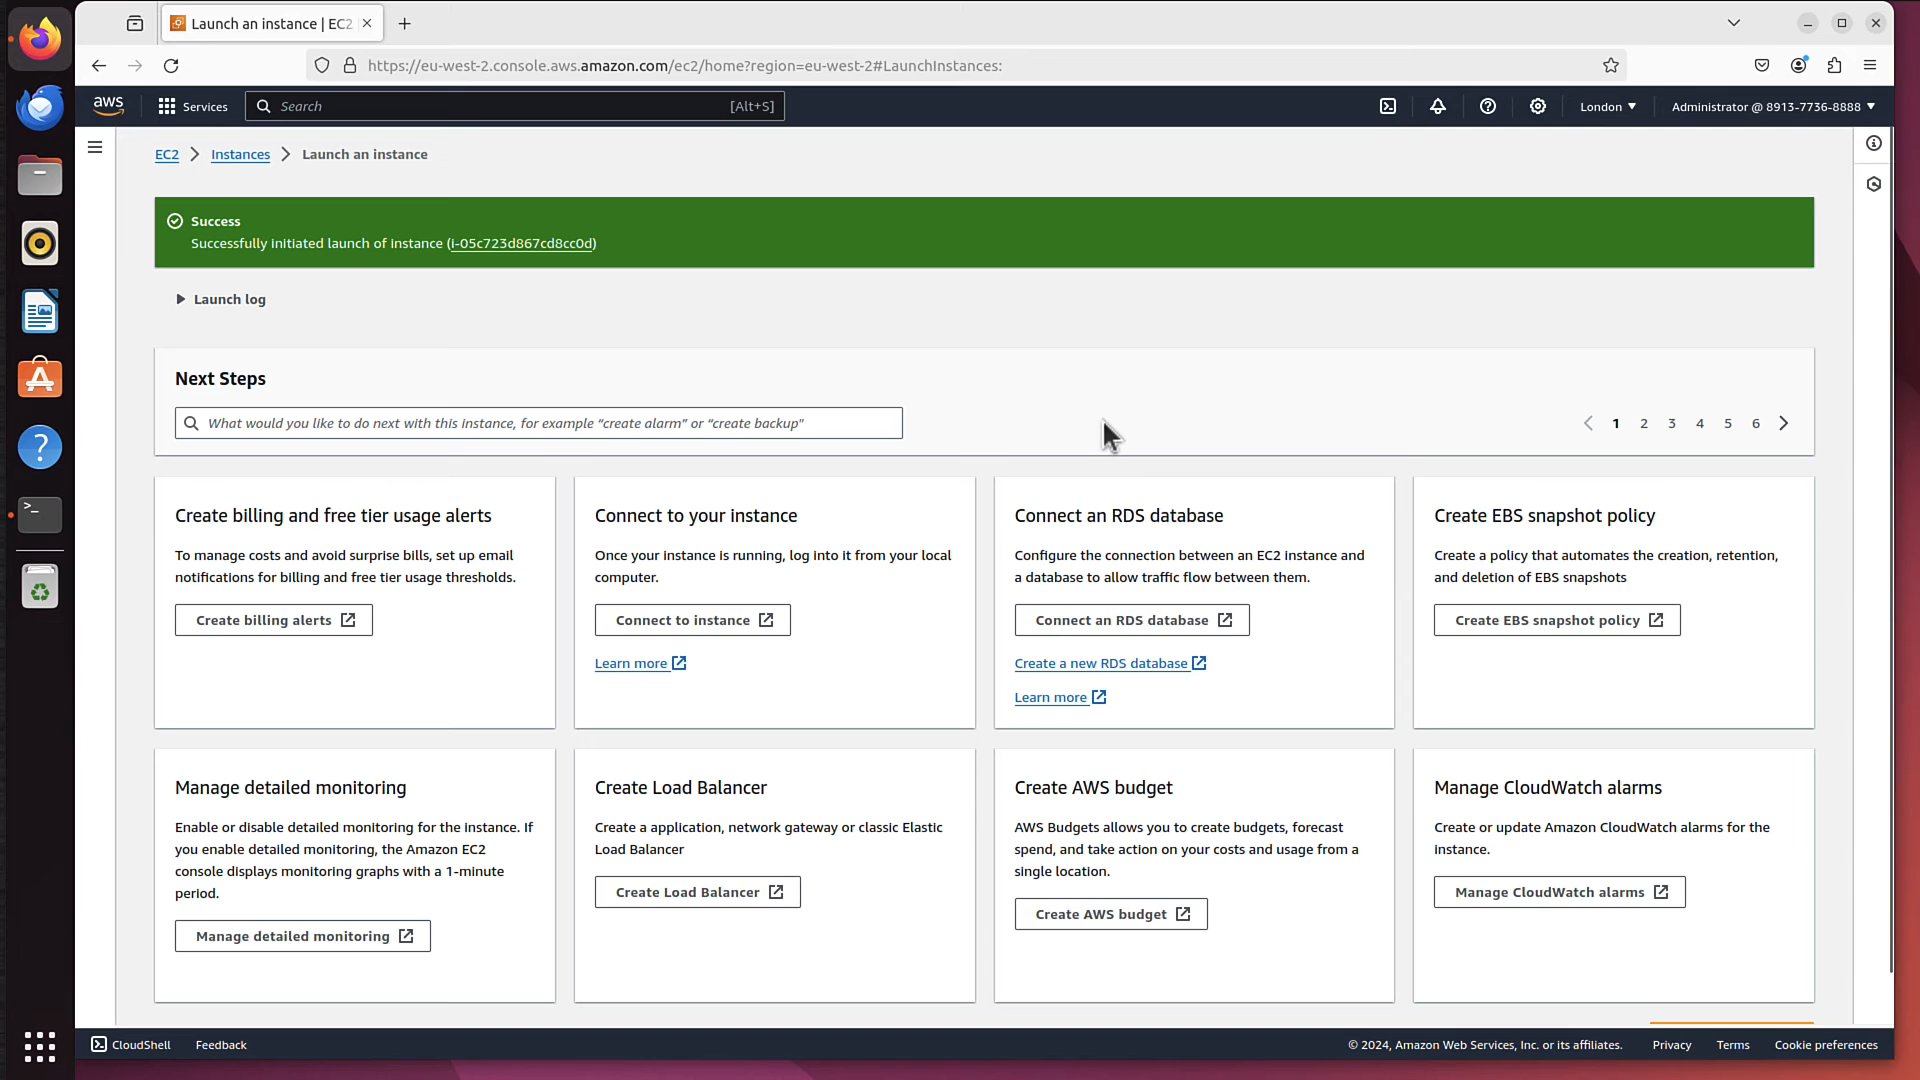 Launch an instance | EC2
https://eu-west-2.console.aws.amazon.com/ec2/home?region=eu-west-2#LaunchInstances:
aws
Services
Search
[Alt+S]
London
Administrator @ 8913-7736-8888
EC2
Instances
Launch an instance
Success
Successfully initiated launch of instance (i-05c723d867cd8cc0d)
Launch log
Next Steps
What would you like to do next with this instance, for example "create alarm" or "create backup"
1 2 3 4 5 6
Create billing and free tier usage alerts
To manage costs and avoid surprise bills, set up email
notifications for billing and free tier usage thresholds.
Create billing alerts
Connect to your instance
Once your instance is running, log into it from your local
computer.
Connect to instance
Learn more
Connect an RDS database
Configure the connection between an EC2 instance and
a database to allow traffic flow between them.
Connect an RDS database
Create a new RDS database
Learn more
Create EBS snapshot policy
Create a policy that automates the creation, retention,
and deletion of EBS snapshots
Create EBS snapshot policy
Manage detailed monitoring
Enable or disable detailed monitoring for the instance. If
you enable detailed monitoring, the Amazon EC2
console displays monitoring graphs with a 1-minute
period.
Manage detailed monitoring
Create Load Balancer
Create a application, network gateway or classic Elastic
Load Balancer
Create Load Balancer
Create AWS budget
AWS Budgets allows you to create budgets, forecast
spend, and take action on your costs and usage from a
single location.
Create AWS budget
Manage CloudWatch alarms
Create or update Amazon CloudWatch alarms for the
instance.
Manage CloudWatch alarms
CloudShell
Feedback
© 2024, Amazon Web Services, Inc. or its affiliates.
Privacy
Terms
Cookie preferences